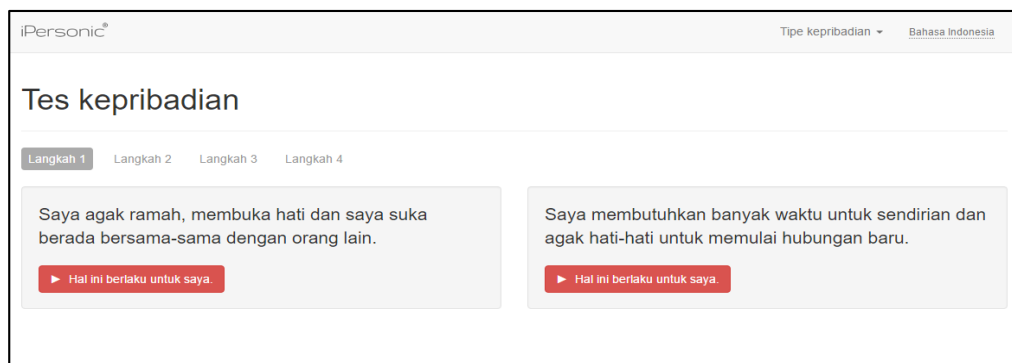 iPersonic®
Tipe kepribadian
Bahasa Indonesia
Tes kepribadian
Langkah 1
Langkah 2
Langkah 3
Langkah 4
Saya agak ramah, membuka hati dan saya suka
berada bersama-sama dengan orang lain.
Hal ini berlaku untuk saya.
Saya membutuhkan banyak waktu untuk sendirian dan
agak hati-hati untuk memulai hubungan baru.
Hal ini berlaku untuk saya.